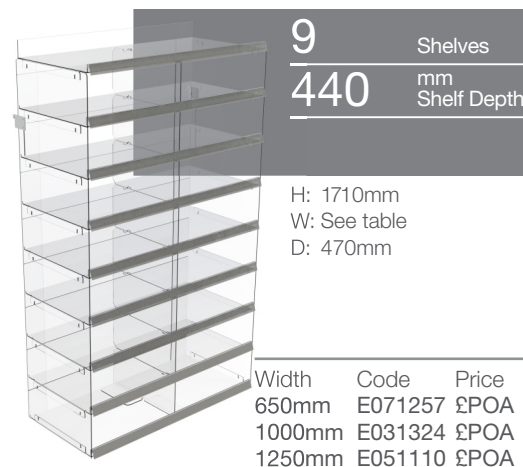 9 Shelves
440 mm
Shelf Depth
H: 1710mm
W: See table
D: 470mm
Width Code Price
650mm E071257 £POA
1000mm E031324 £POA
1250mm E051110 £POA